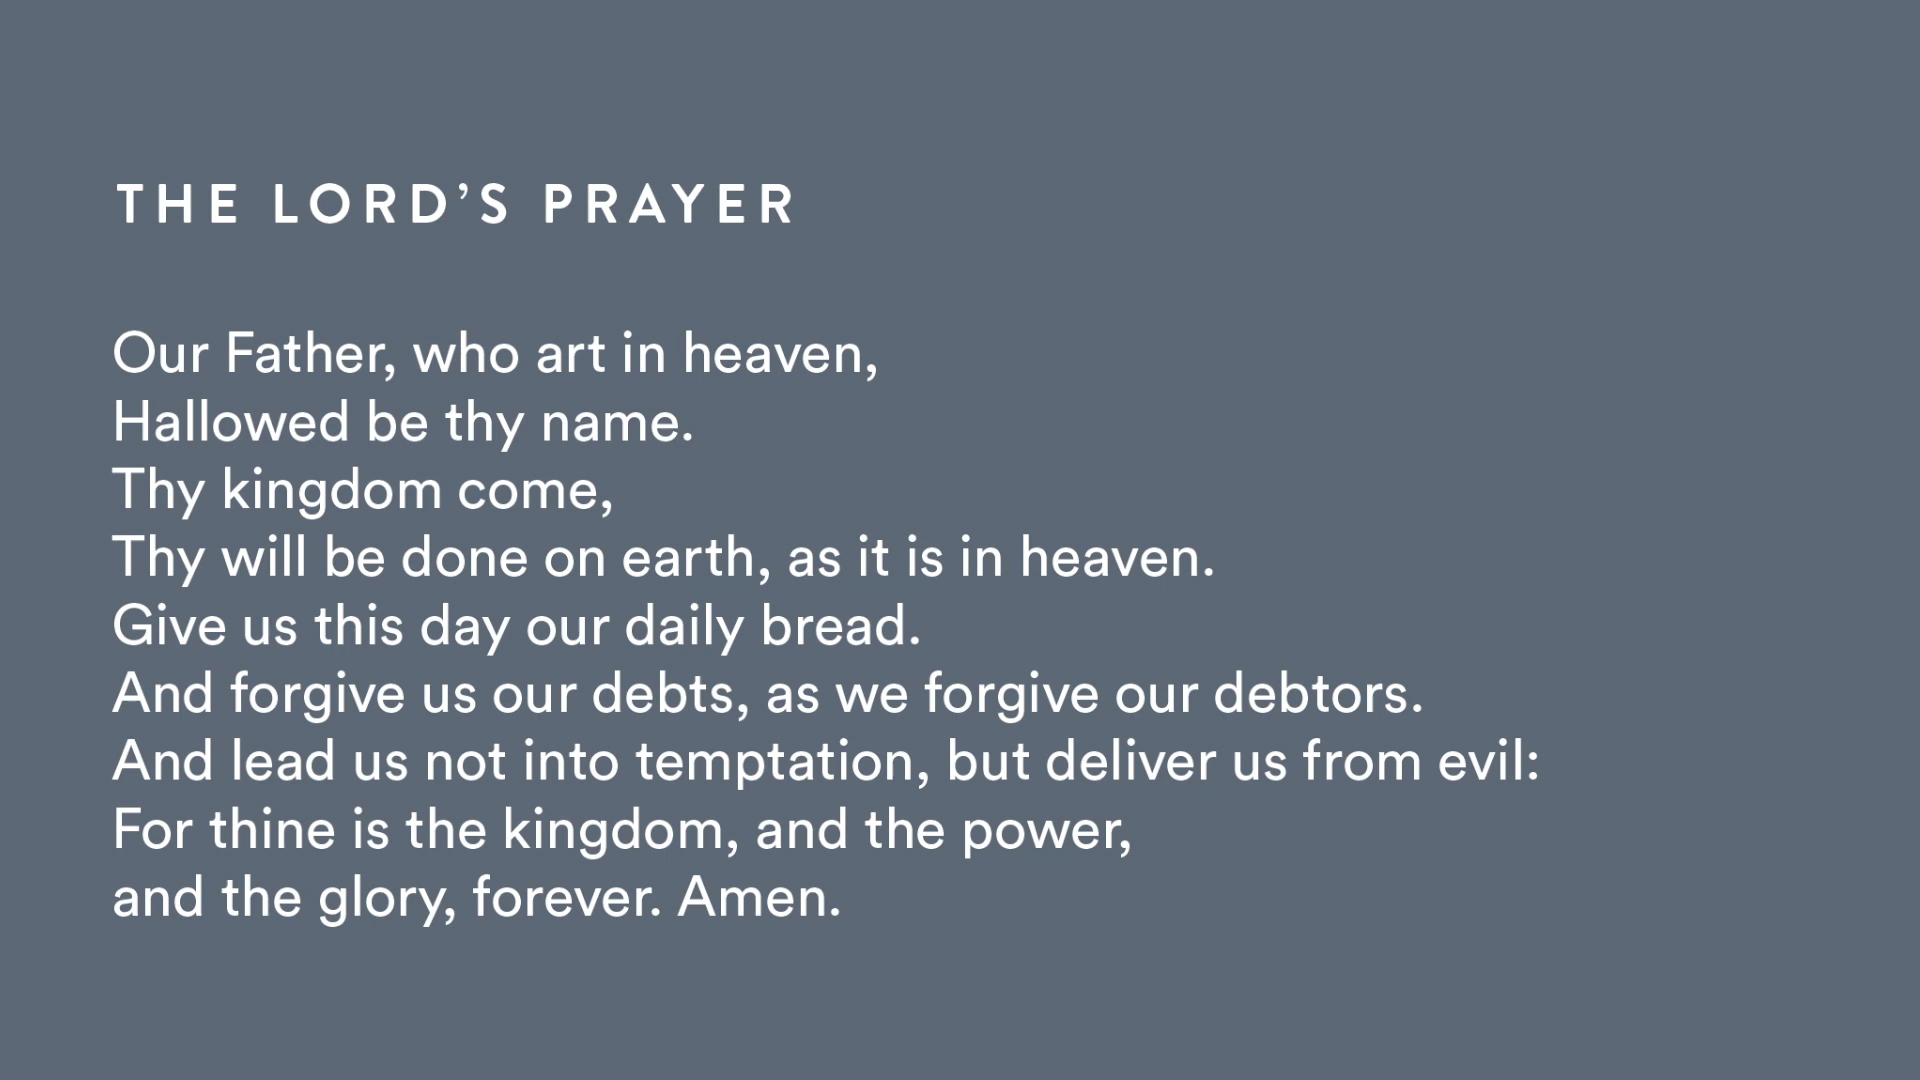 THE LORD’S PRAYER
Our Father, who art in heaven,
Hallowed be thy name.
Thy kingdom come,
Thy will be done on earth, as it is in heaven.
Give us this day our daily bread.
And forgive us our debts, as we forgive our debtors.
And lead us not into temptation, but deliver us from evil:
For thine is the kingdom, and the power,
and the glory, forever. Amen.